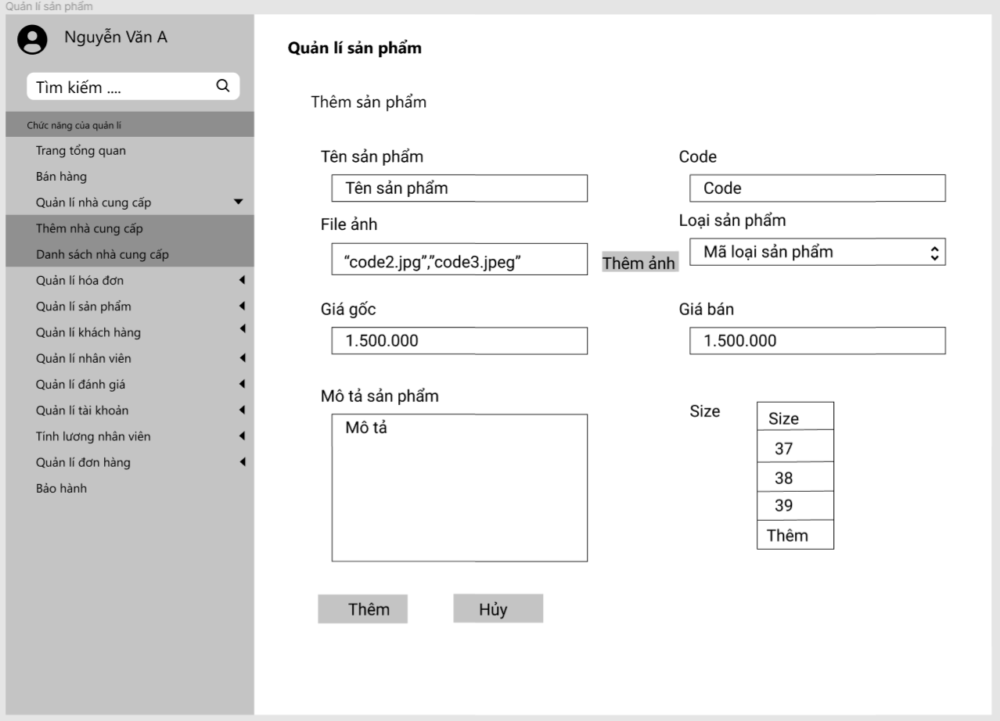 Quản lí sản phẩm
Nguyễn Văn A
Tìm kiếm ....
Chức năng của quản lí
Trang tổng quan
Bán hàng
Quản lí nhà cung cấp
Thêm nhà cung cấp
Danh sách nhà cung cấp
Quản lí hóa đơn
Quản lí sản phẩm
Quản lí khách hàng
Quản lí nhân viên
Quản lí đánh giá
Quản lí tài khoản
Tính lương nhân viên
Quản lí đơn hàng
Bảo hành
Quản lí sản phẩm
Thêm sản phẩm
Tên sản phẩm
Tên sản phẩm
Code
Code
File ảnh
“code2.jpg”,”code3.jpeg”
Thêm ảnh
Loại sản phẩm
Mã loại sản phẩm
Giá gốc
1.500.000
Giá bán
1.500.000
Mô tả sản phẩm
Mô tả
Size
Size
37
38
39
Thêm
Thêm
Hủy